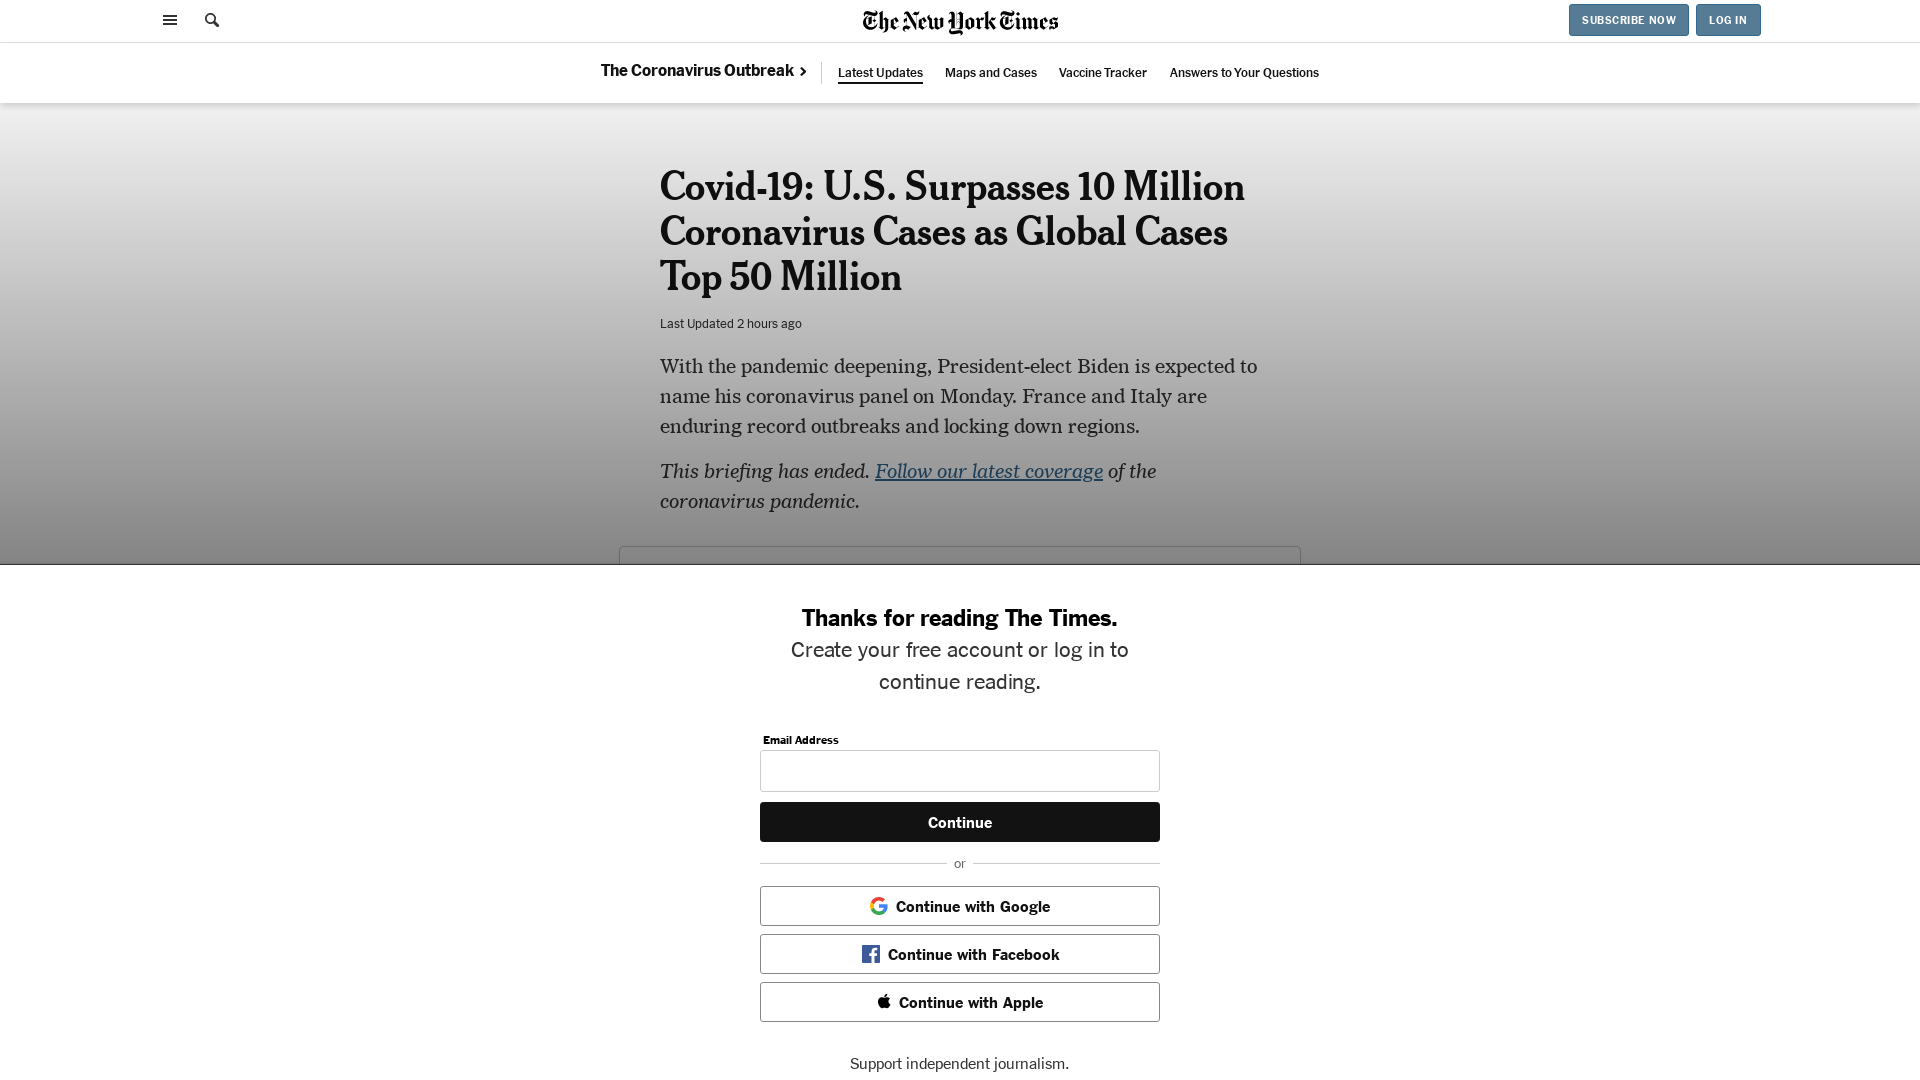 The New York Times
SUBSCRIBE NOW
LOG IN
The Coronavirus Outbreak
Latest Updates
Maps and Cases
Vaccine Tracker
Answers to Your Questions
Covid-19: U.S. Surpasses 10 Million
Coronavirus Cases as Global Cases
Top 50 Million
Last Updated 2 hours ago
With the pandemic deepening, President-elect Biden is expected to
name his coronavirus panel on Monday. France and Italy are
enduring record outbreaks and locking down regions.
This briefing has ended. Follow our latest coverage of the
coronavirus pandemic.
Thanks for reading The Times.
Create your free account or log in to
continue reading.
Email Address
Continue
or
Continue with Google
Continue with Facebook
Continue with Apple
Support independent journalism.